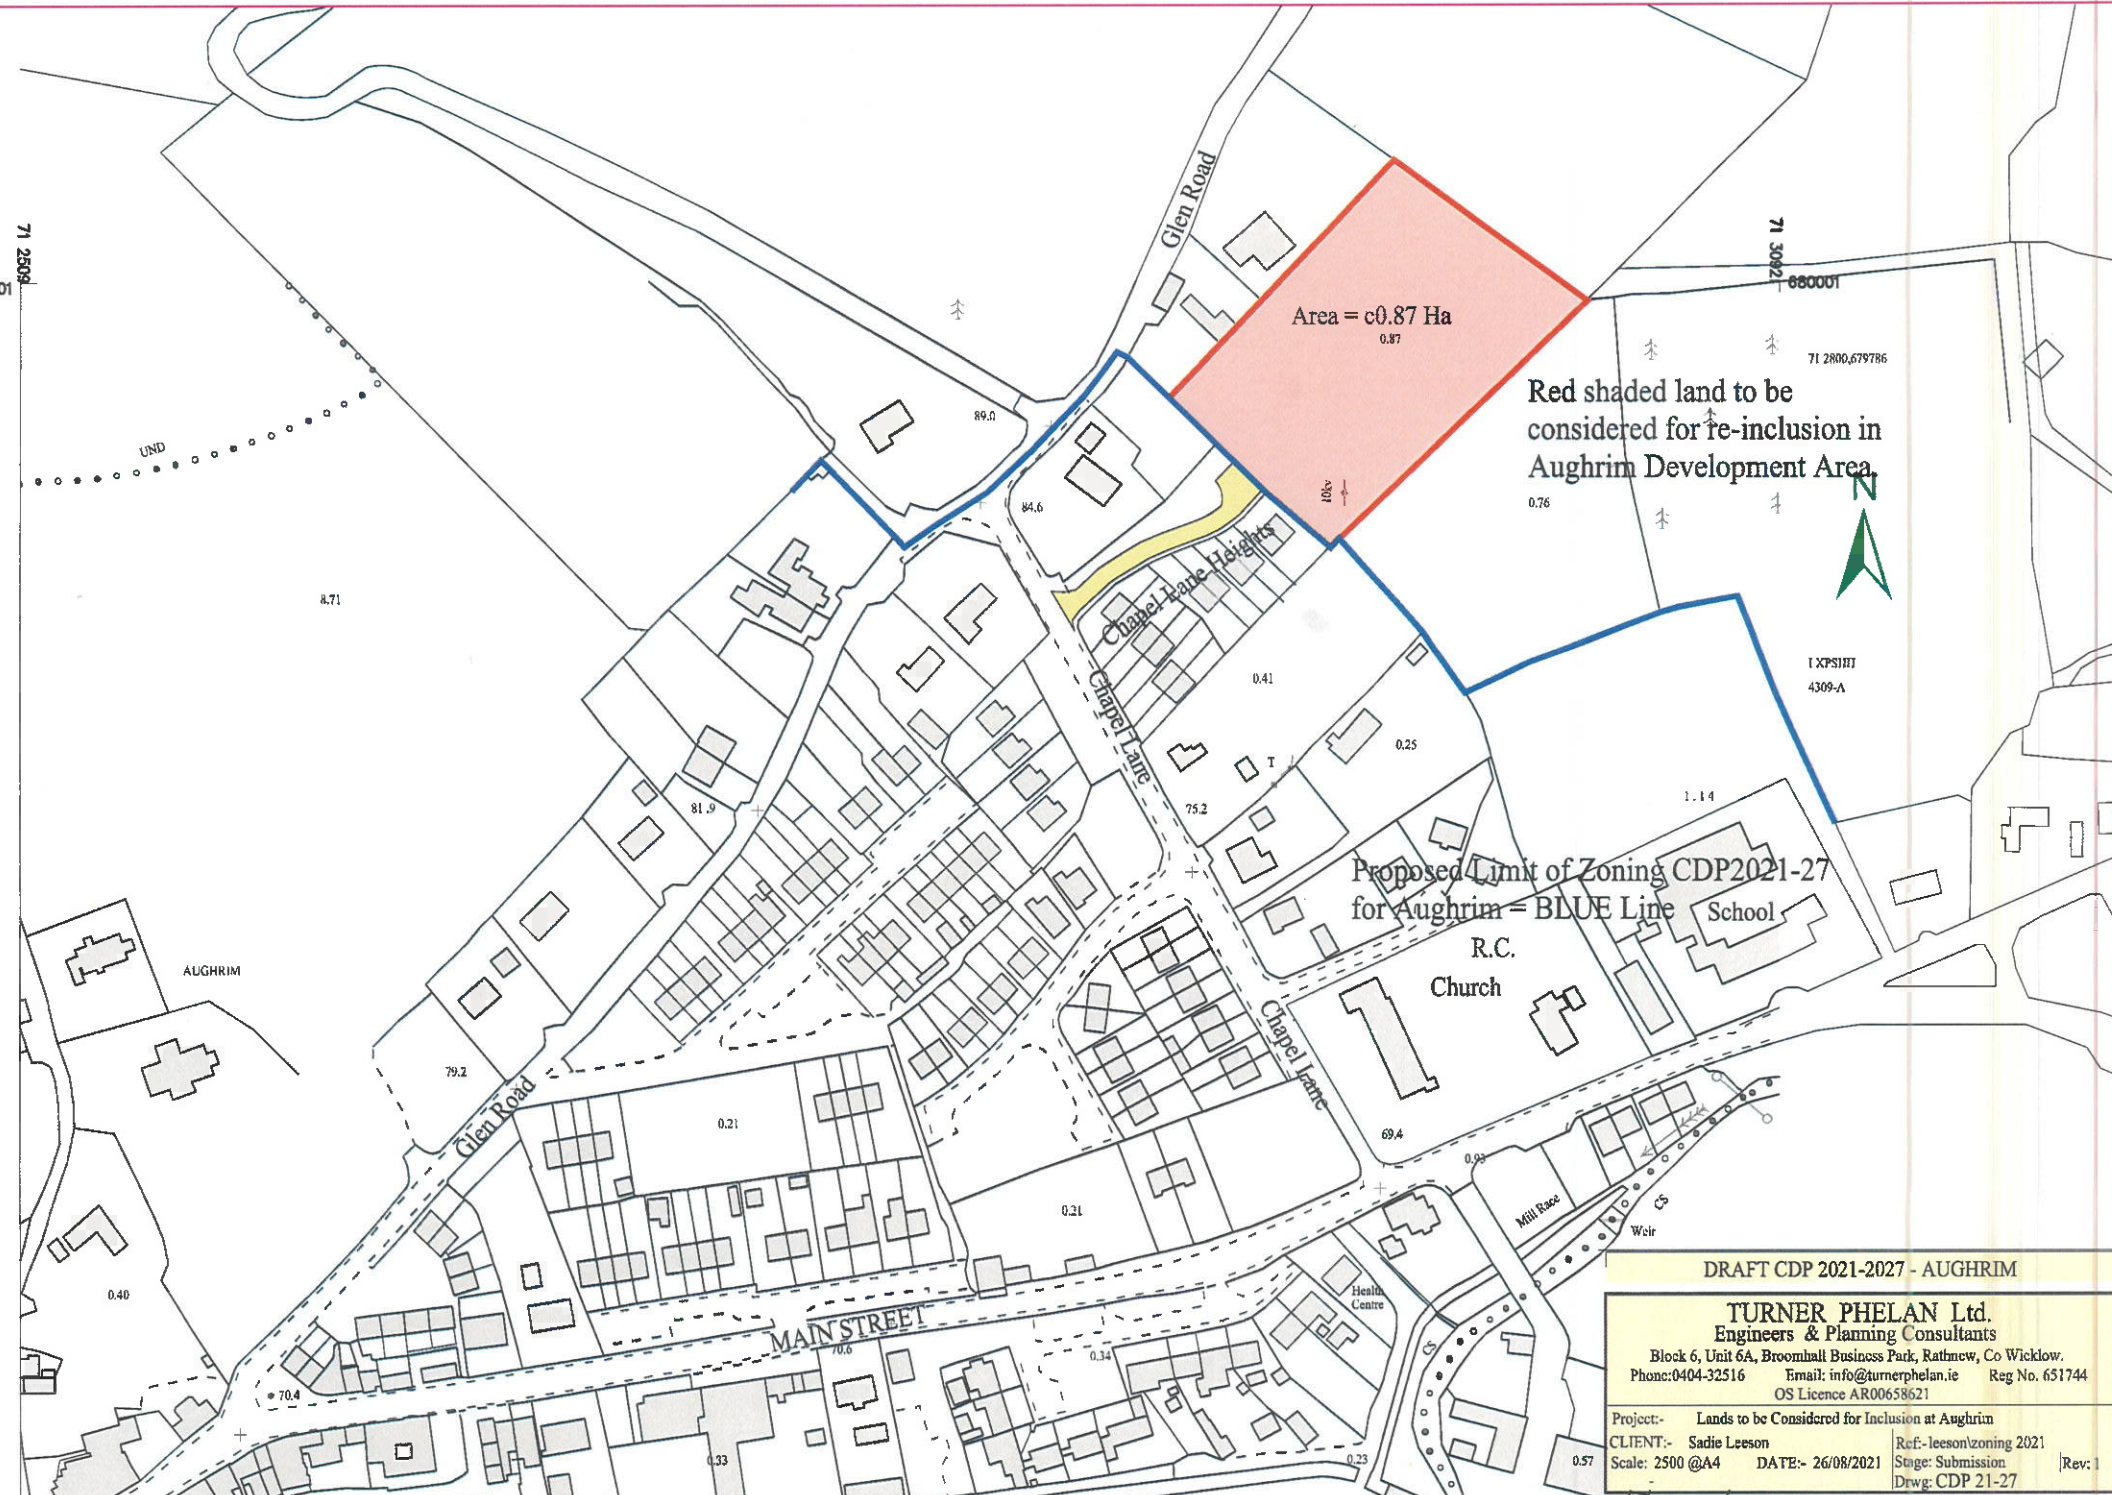 Glen Road
71 2509
01
71 3092
680001
Area = c0.87 Ha
0.87
71 2800,679786
Red shaded land to be
considered for re-inclusion in
Aughrim Development Area.
N
0.76
10kv
89.0
84.6
UND
8.71
Chapel Lane Heights
0.41
Chapel Lane
T
0.25
75.2
81.9
4309-A
1.14
Proposed Limit of Zoning CDP2021-27
for Aughrim = BLUE Line
School
R.C.
Church
AUGHRIM
79.2
Glen Road
0.21
Chapel Lane
69.4
0.93
0.21
Mill Race
CS
Weir
Health
Centre
CS
0.40
MAIN STREET
70.6
0.34
70.4
0.33
0.23
0.57
DRAFT CDP 2021-2027 - AUGHRIM
TURNER PHELAN Ltd.
Engineers & Planning Consultants
Block 6, Unit 6A, Broomhall Business Park, Rathnew, Co Wicklow.
Phone:0404-32516 Email: info@turnerphelan.ie Reg No. 651744
OS Licence AR00658621
Project:- Lands to be Considered for Inclusion at Aughrim
CLIENT:- Sadie Leeson Ref:-leeson\zoning 2021
Scale: 2500 @A4 DATE:- 26/08/2021 Stage: Submission Rev: 1
Drwg: CDP 21-27